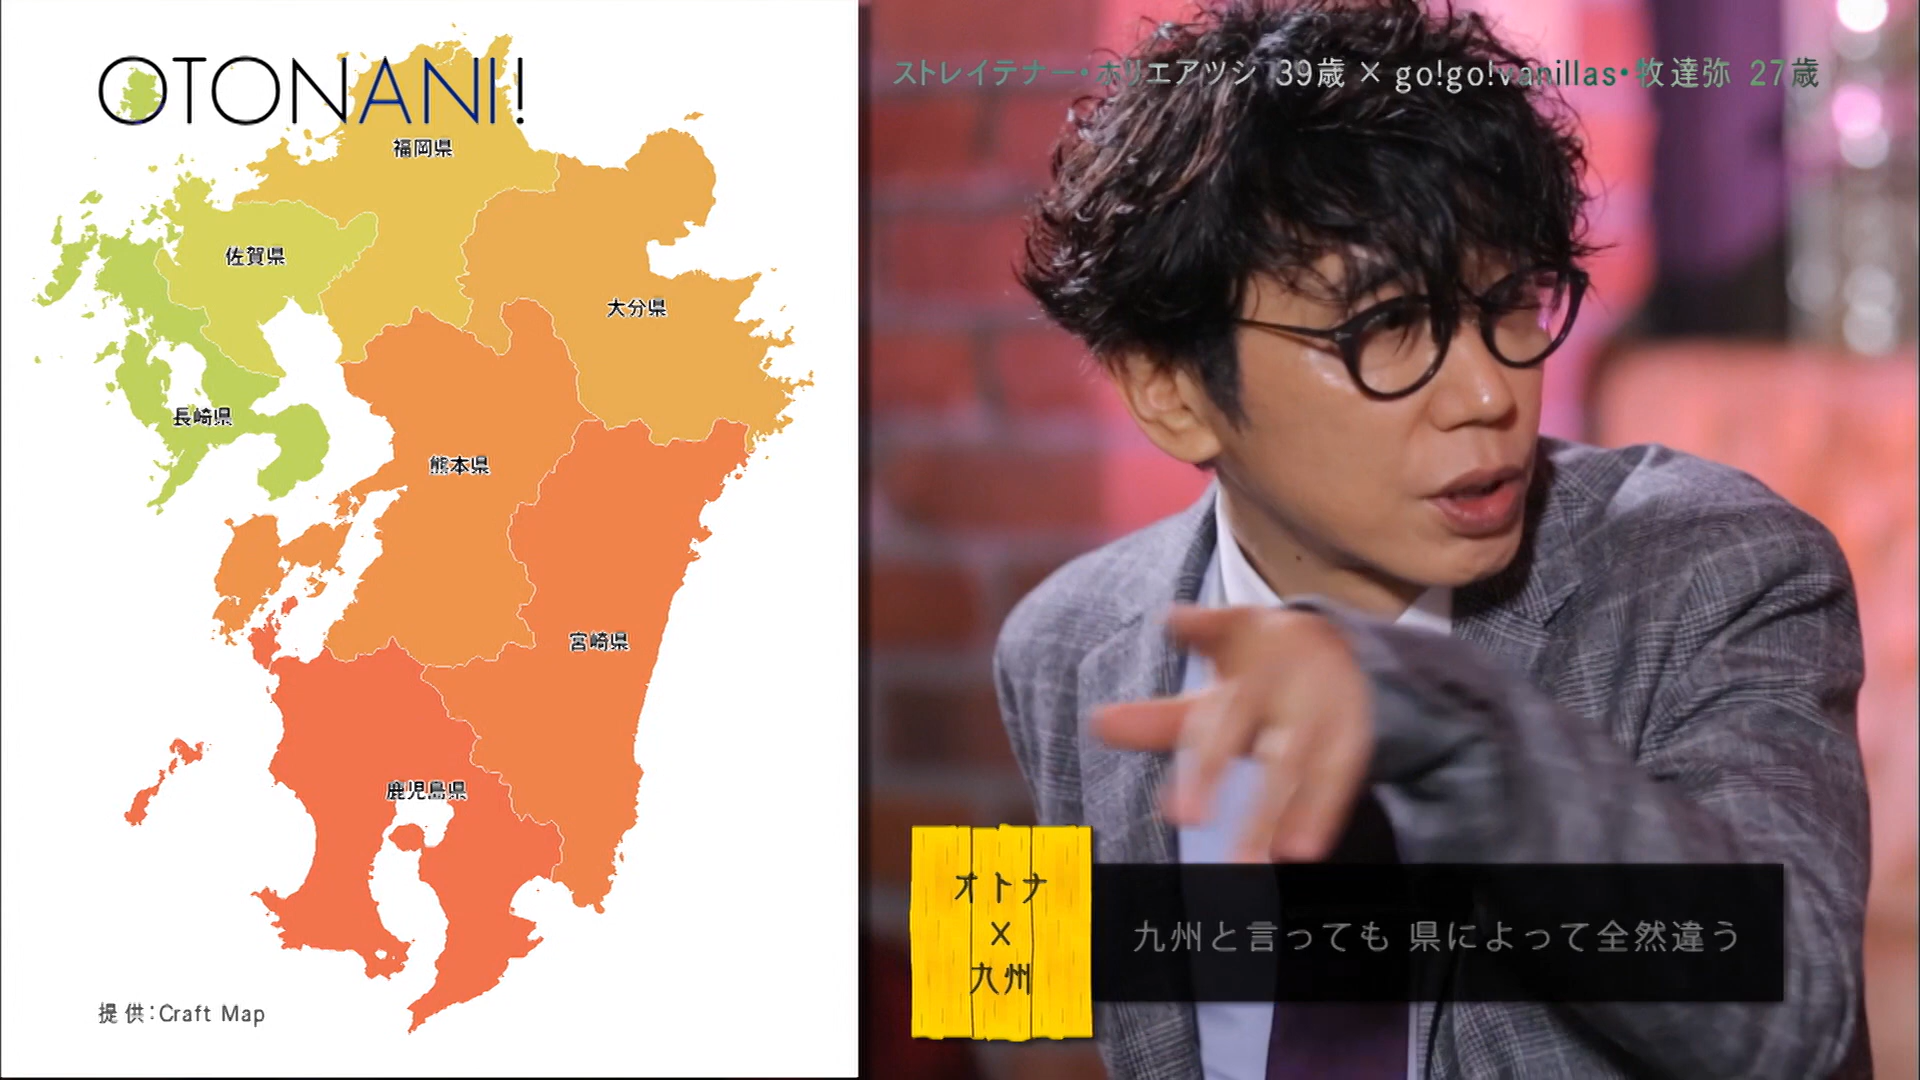 OTONANI!
ストレイテナー・ホリエアツシ 39歳 × go!go!vanillas・牧達弥 27歳
福岡県
佐賀県
大分県
長崎県
熊本県
宮崎県
鹿児島県
提供:Craft Map
オトナ
×
九州
九州と言っても 県によって全然違う